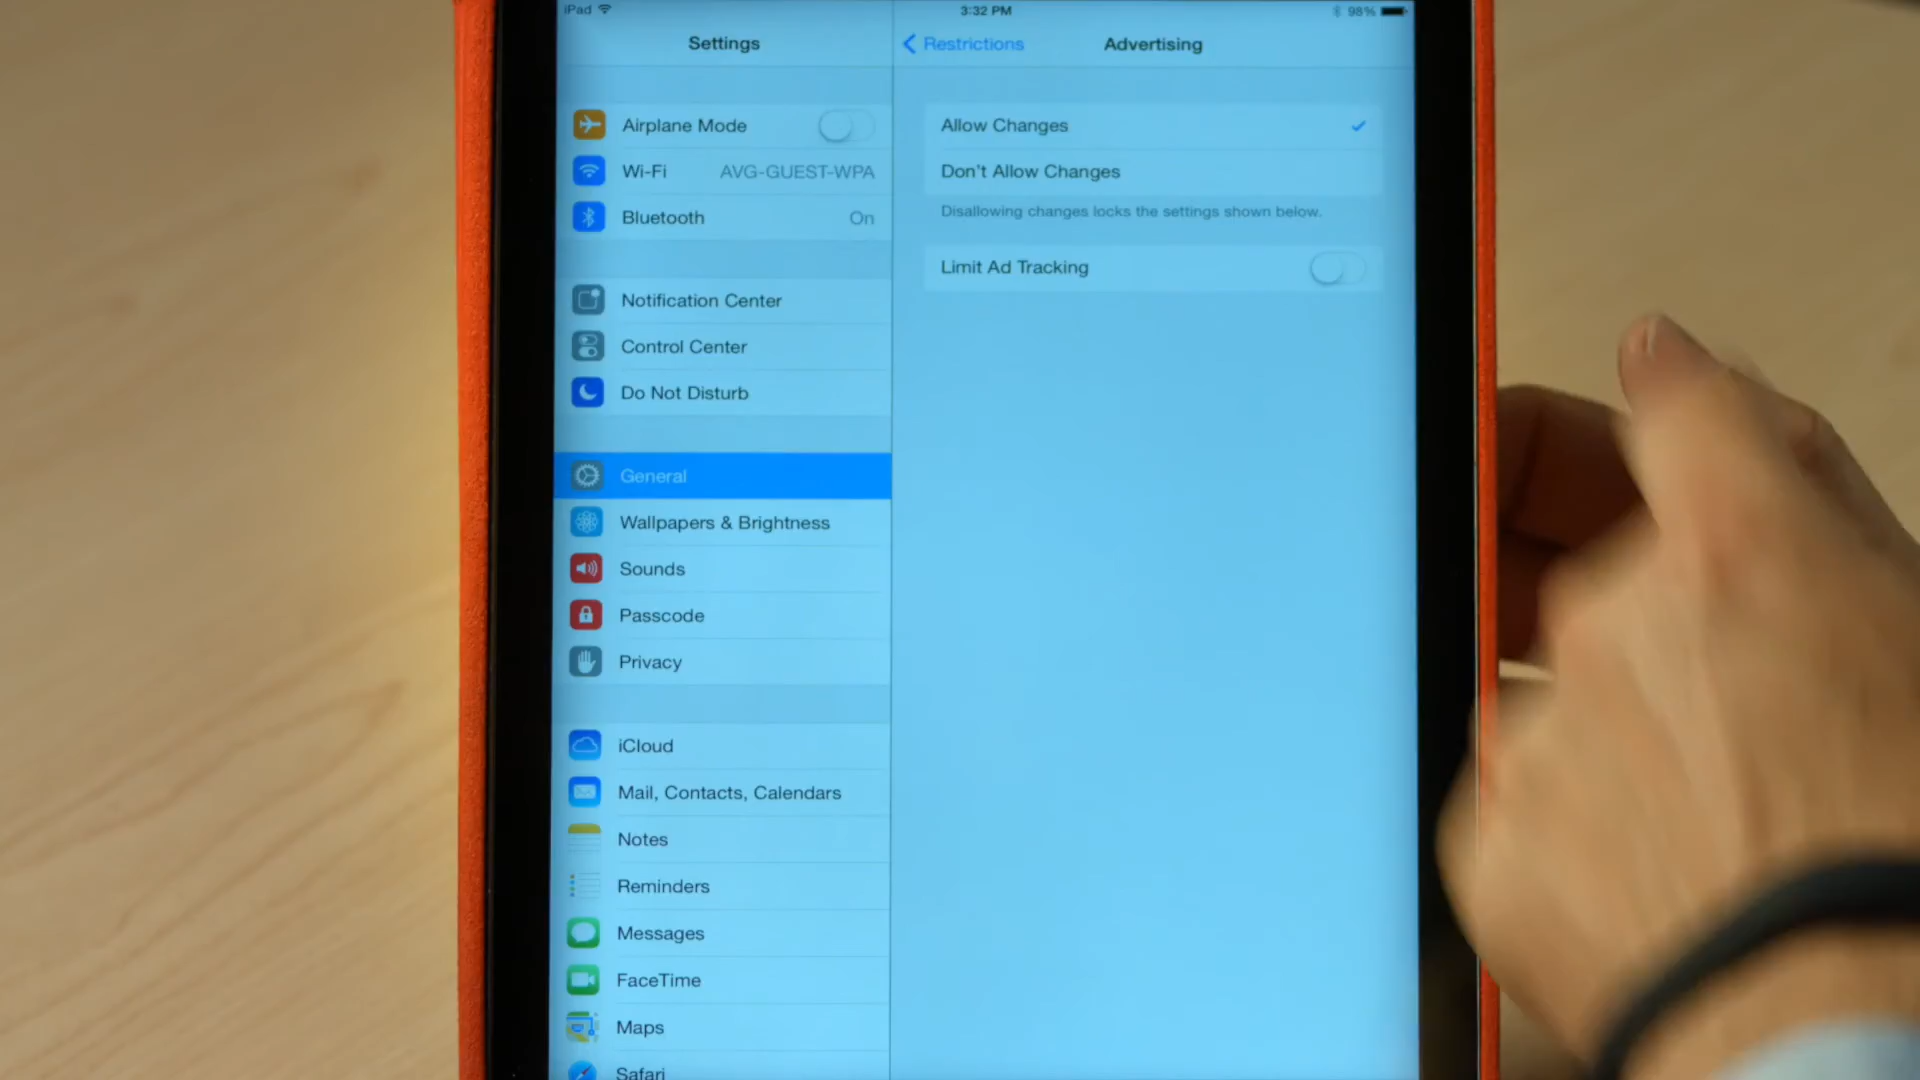 iPad 3:32 PM 98%
Settings
Restrictions Advertising
Airplane Mode
Wi-Fi AVG-GUEST-WPA
Bluetooth On
Notification Center
Control Center
Do Not Disturb
General
Wallpapers & Brightness
Sounds
Passcode
Privacy
iCloud
Mail, Contacts, Calendars
Notes
Reminders
Messages
FaceTime
Maps
Safari
Allow Changes
Don't Allow Changes
Disallowing changes locks the settings shown below.
Limit Ad Tracking